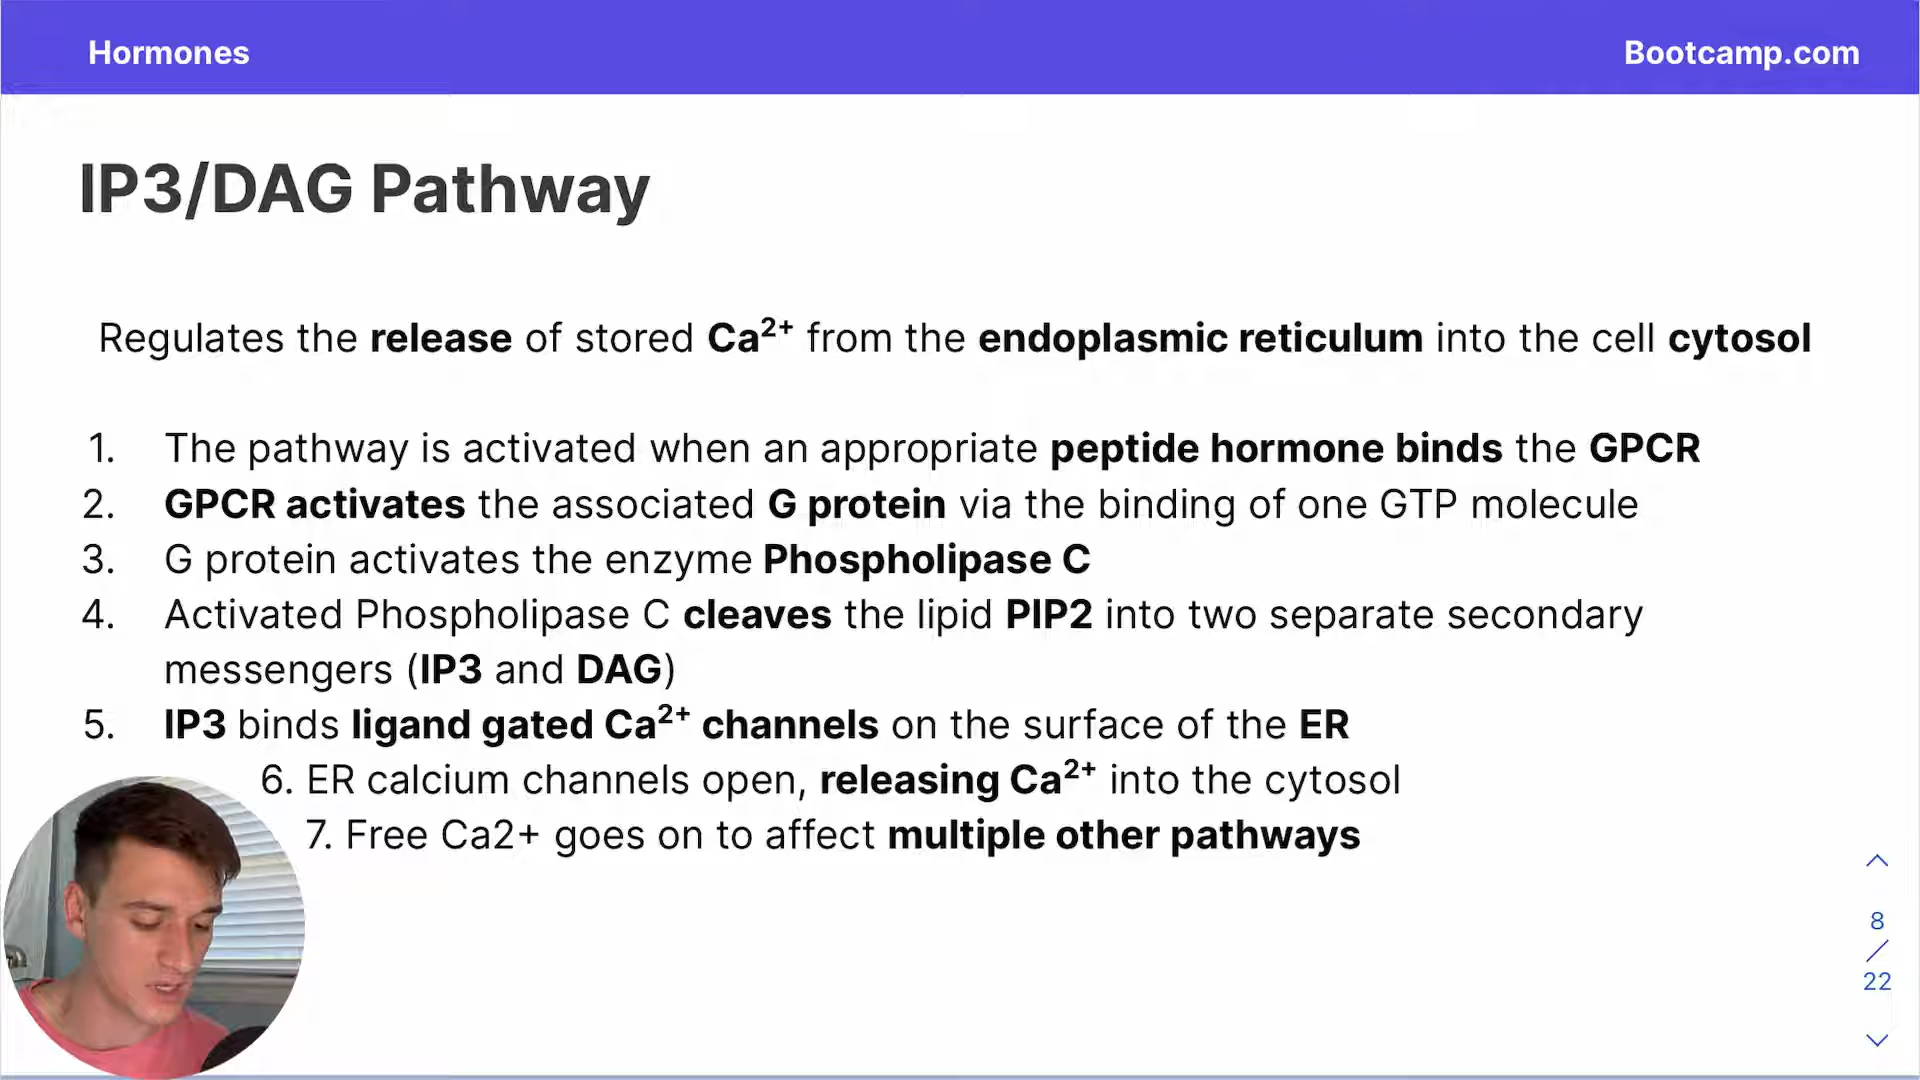 Hormones
Bootcamp.com
IP3/DAG Pathway
Regulates the release of stored Ca²⁺ from the endoplasmic reticulum into the cell cytosol
1. The pathway is activated when an appropriate peptide hormone binds the GPCR
2. GPCR activates the associated G protein via the binding of one GTP molecule
3. G protein activates the enzyme Phospholipase C
4. Activated Phospholipase C cleaves the lipid PIP2 into two separate secondary
messengers (IP3 and DAG)
5. IP3 binds ligand gated Ca²⁺ channels on the surface of the ER
6. ER calcium channels open, releasing Ca²⁺ into the cytosol
7. Free Ca2+ goes on to affect multiple other pathways
8
/
22